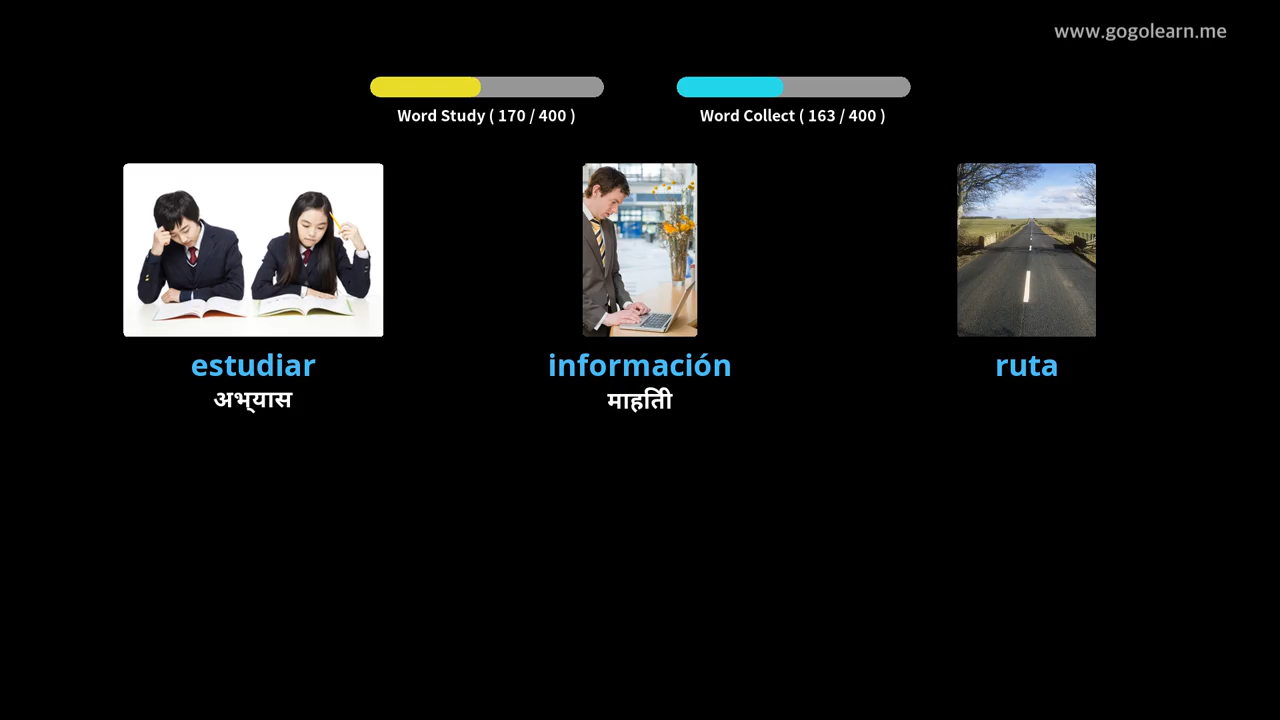 www.gogolearn.me
Word Study ( 170 / 400 )
Word Collect ( 163 / 400 )
estudiar
अभ्यास
información
माहिती
ruta